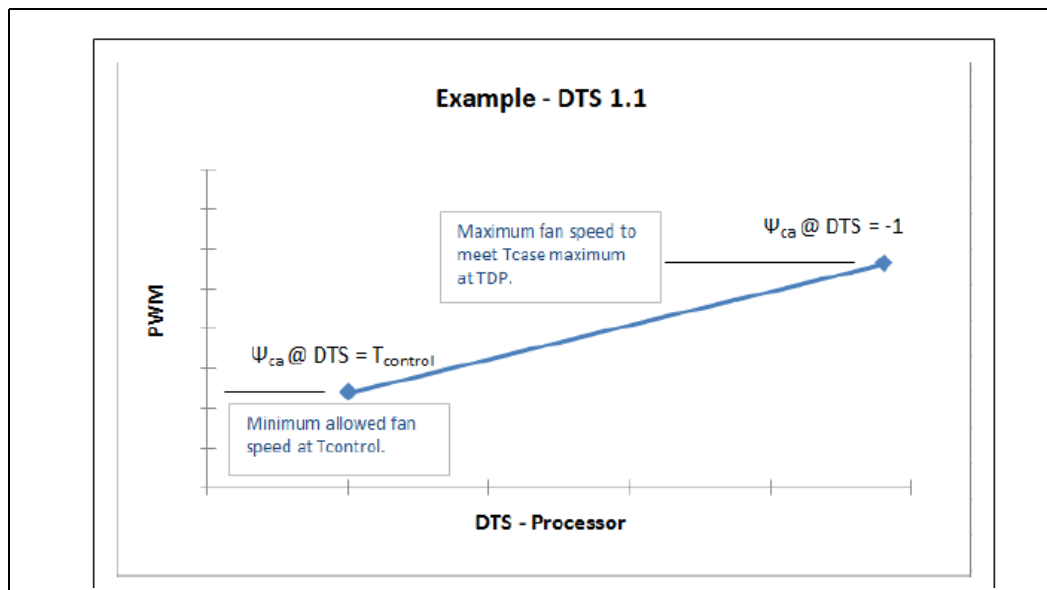 Example - DTS 1.1
Ψca @ DTS = -1
Maximum fan speed to
meet Tcase maximum
at TDP.
PWM
Ψca @ DTS = Tcontrol
Minimum allowed fan
speed at Tcontrol.
DTS - Processor